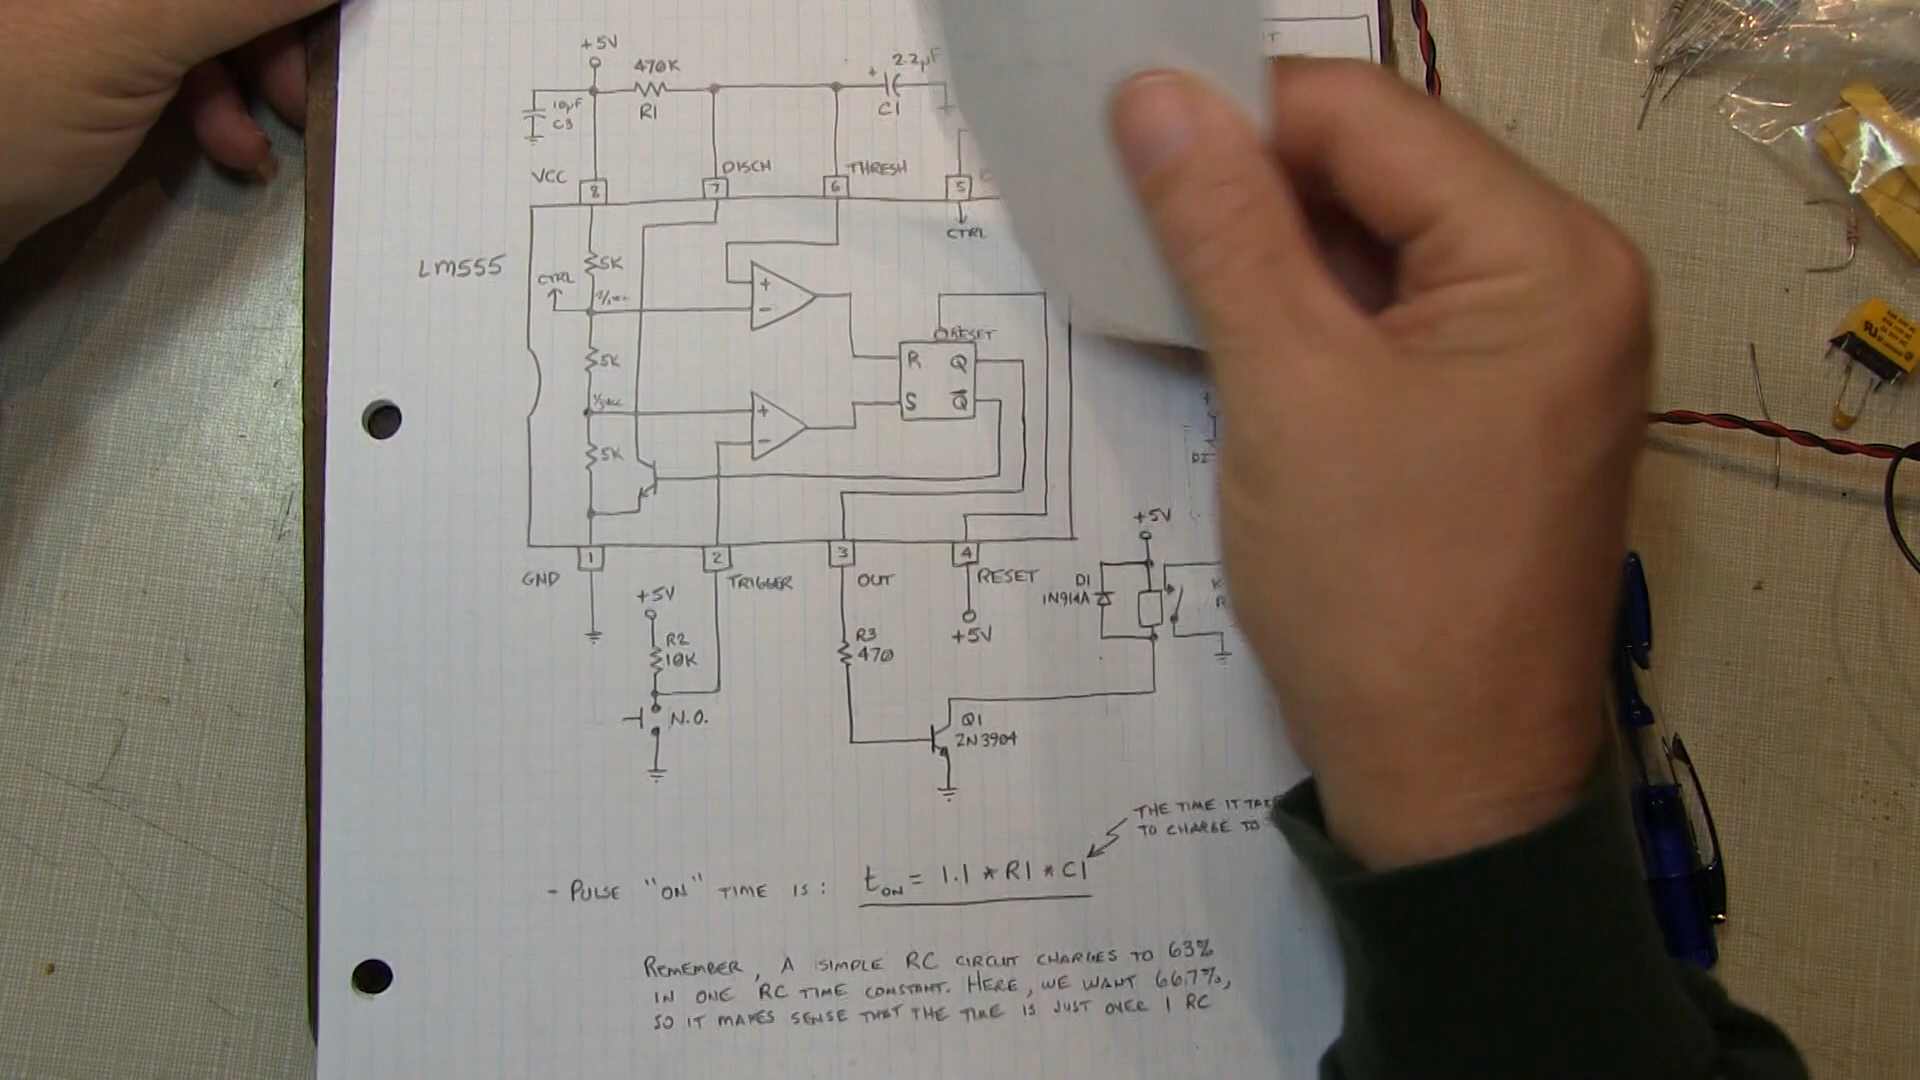 +5V
470K
2.2µF
+
10µF
C3
R1
C1
VCC
DISCH
THRESH
8
7
6
5
CTRL
LM555
5K
CTRL
+
-
RESET
5K
R Q
S Q̅
+
-
5K
1
2
3
4
+5V
GND
TRIGGER
OUT
RESET
D1
1N914A
+5V
R2
10K
R3
470
+5V
N.O.
Q1
2N3904
THE TIME IT
TO CHARGE TO
- PULSE "ON" TIME IS: tON = 1.1 * R1 * C1
REMEMBER, A SIMPLE RC CIRCUIT CHARGES TO 63%
IN ONE RC TIME CONSTANT. HERE, WE WANT 66.7%,
SO IT MAKES SENSE THAT THE TIME IS JUST OVER 1 RC